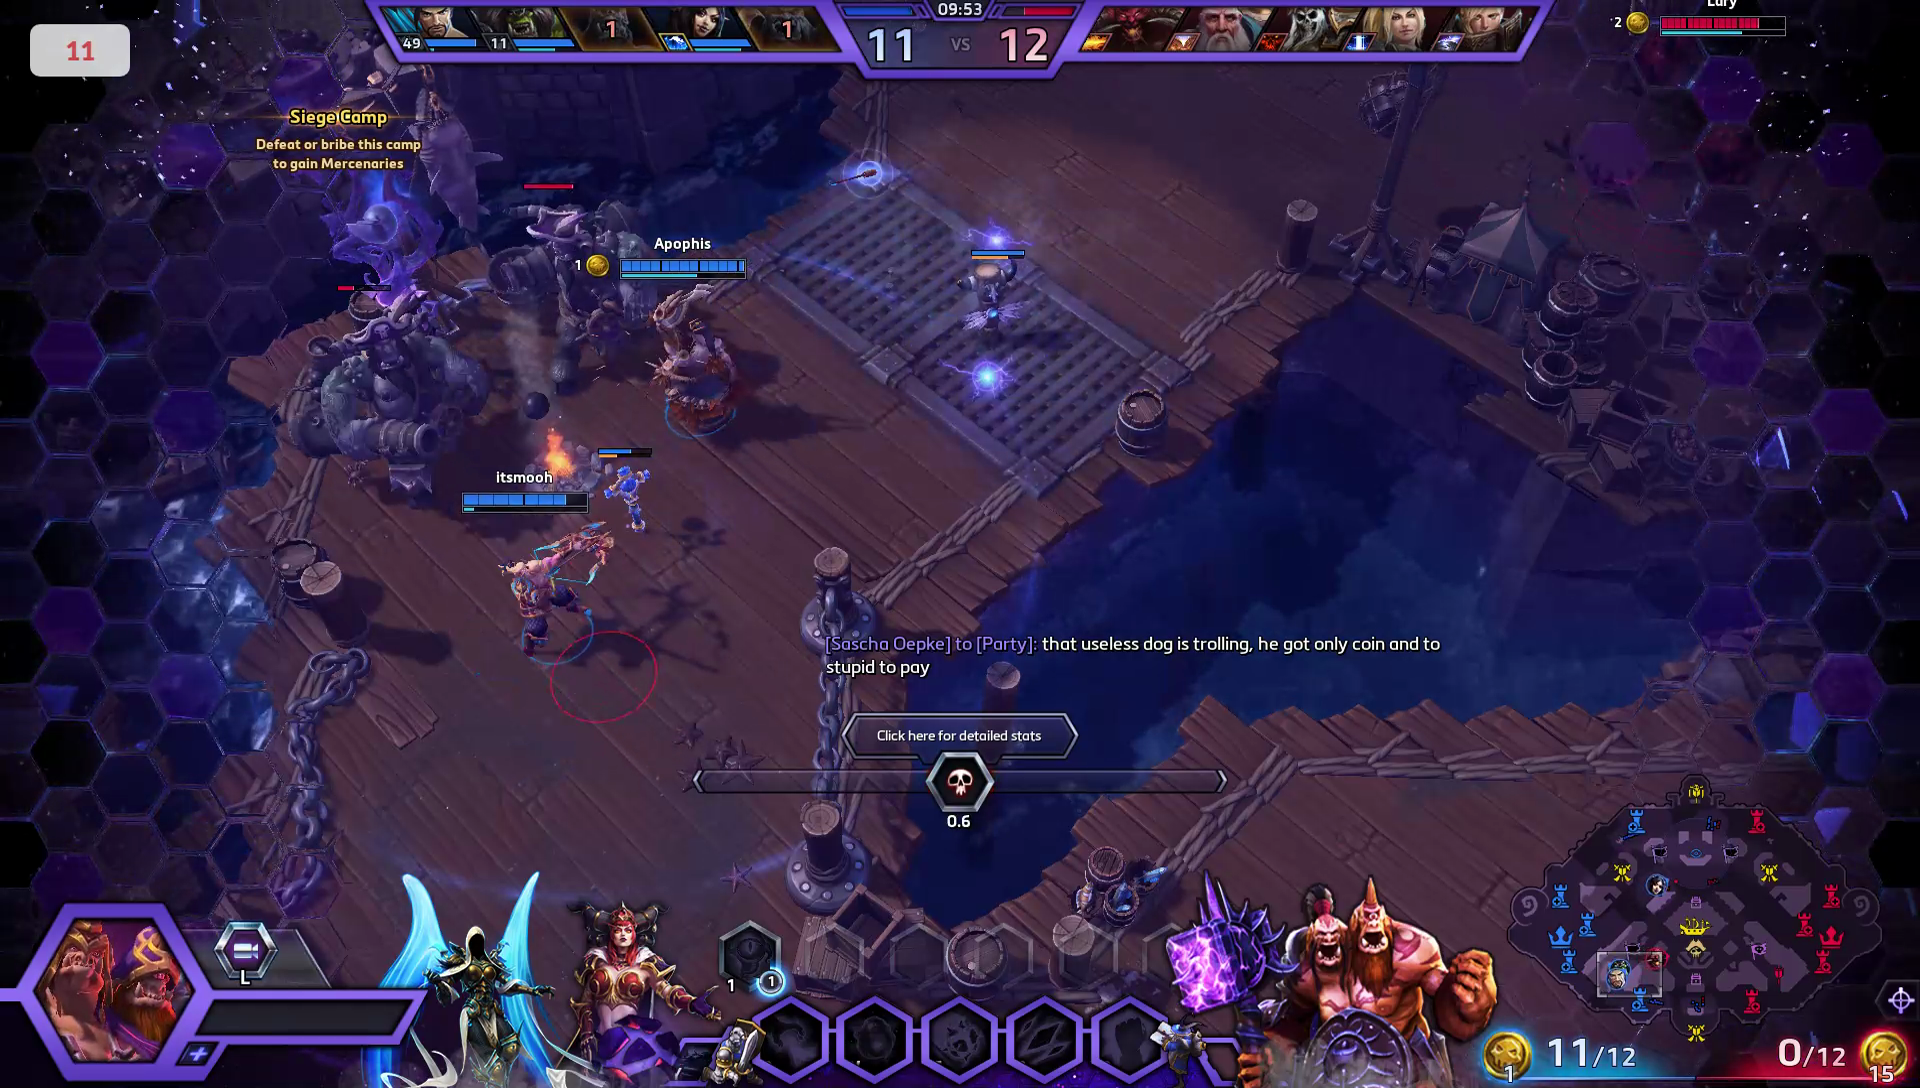 11
49
11
1
1
11 VS 12
09:53
2
Siege Camp
Defeat or bribe this camp
to gain Mercenaries
Apophis
1
itsmooh
[Sascha Oepke] to [Party]: that useless dog is trolling, he got only coin and to
stupid to pay
Click here for detailed stats
0.6
L
1
1
11/12
0/12
1
15